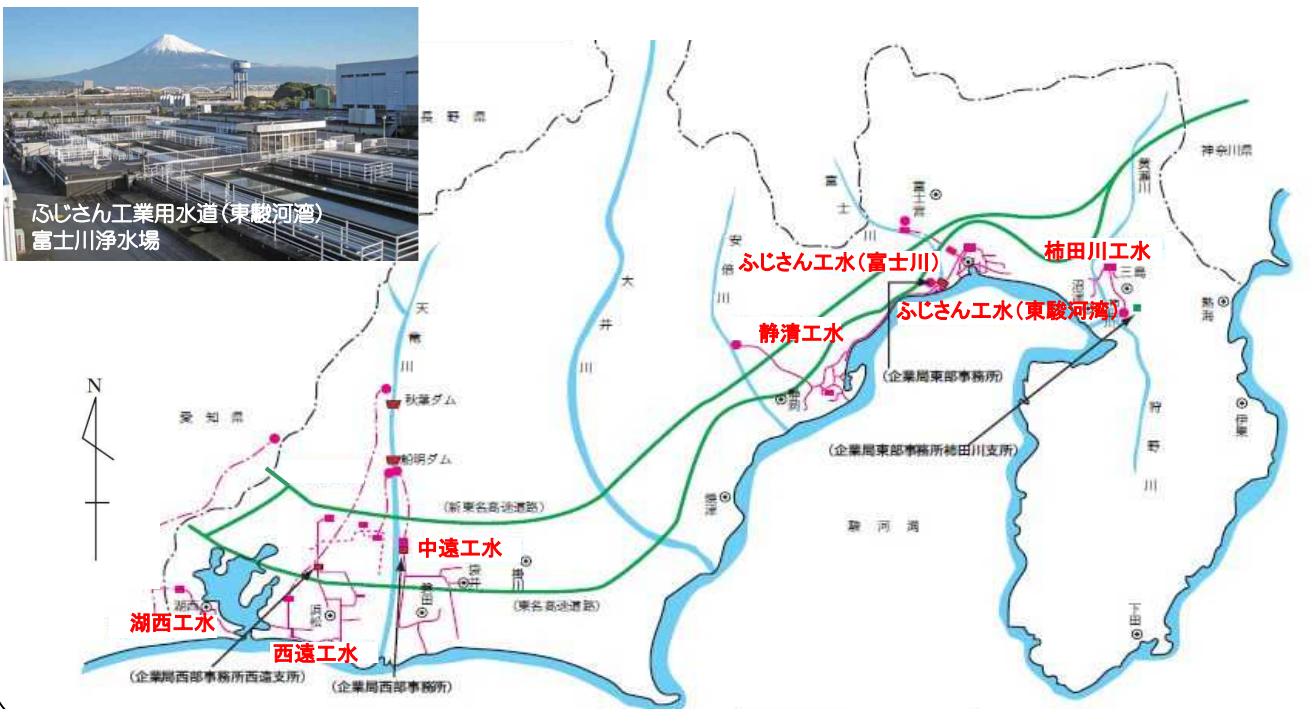 ふじさん工業用水道(東駿河湾)
富士川浄水場
長野県
神奈川県
愛知県
N
天竜川
大井川
安倍川
富士川
富士宮
黄瀬川
狩野川
ふじさん工水(富士川)
柿田川工水
ふじさん工水(東駿河湾)
静清工水
三島
沼津
熱海
伊東
下田
静岡
焼津
駿河湾
(企業局東部事務所)
(企業局東部事務所柿田川支所)
秋葉ダム
船明ダム
(新東名高速道路)
(東名高速道路)
中遠工水
袋井
掛川
磐田
浜松
湖西
湖西工水
西遠工水
(企業局西部事務所西遠支所)
(企業局西部事務所)